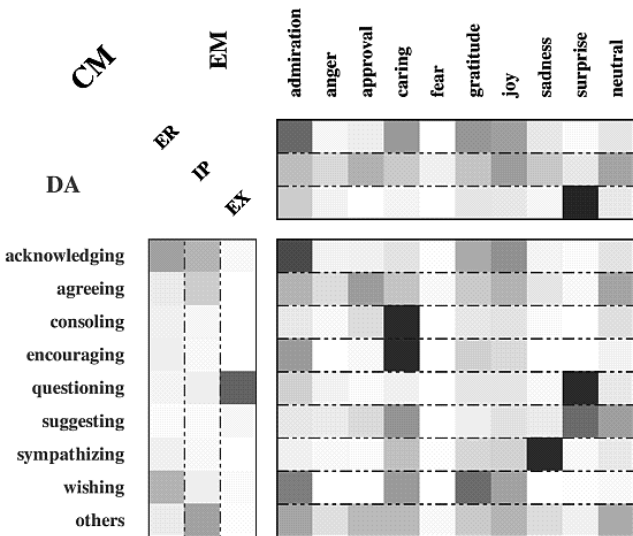 CM
EM
admiration
anger
approval
caring
fear
gratitude
joy
sadness
surprise
neutral
ER
IP
EX
DA
acknowledging
agreeing
consoling
encouraging
questioning
suggesting
sympathizing
wishing
others